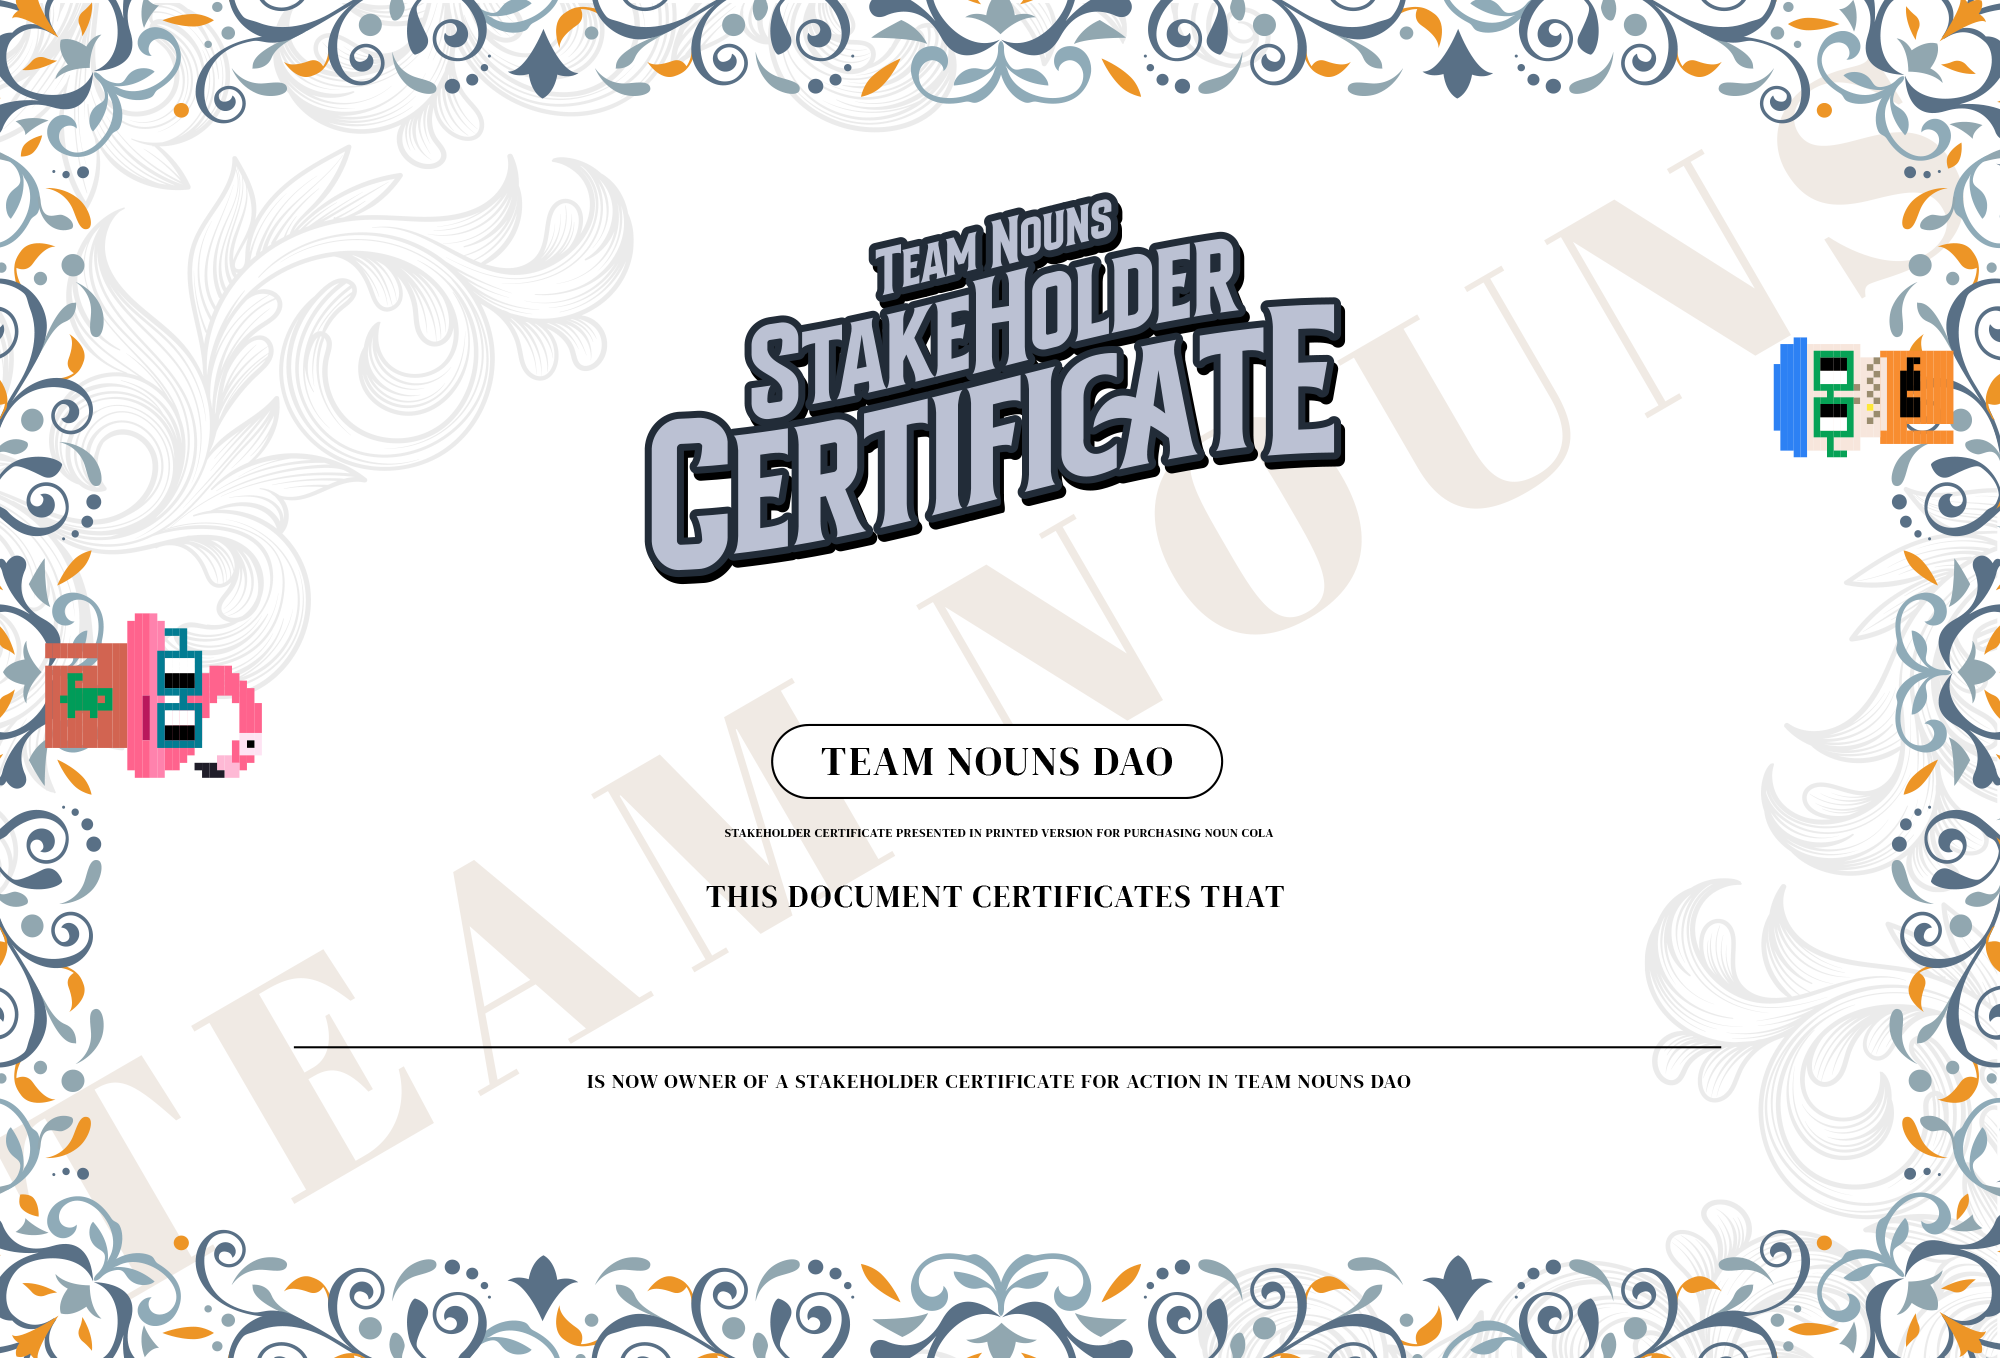 TEAM NOUNS
STAKEHOLDER
CERTIFICATE
TEAM NOUNS
TEAM NOUNS DAO
STAKEHOLDER CERTIFICATE PRESENTED IN PRINTED VERSION FOR PURCHASING NOUN COLA
THIS DOCUMENT CERTIFICATES THAT
IS NOW OWNER OF A STAKEHOLDER CERTIFICATE FOR ACTION IN TEAM NOUNS DAO